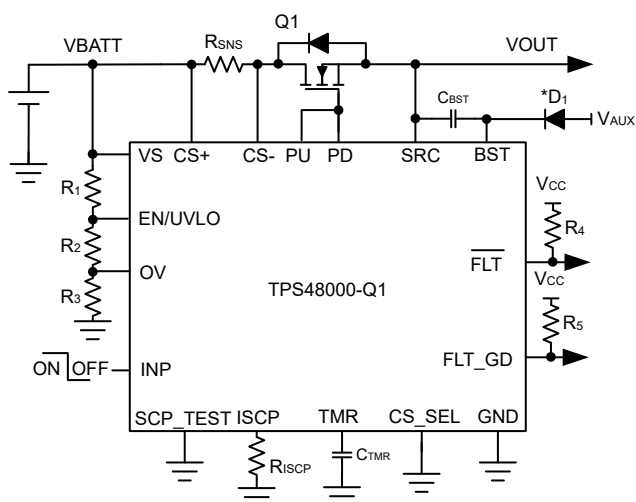 Q1
VBATT
RSNS
VOUT
CBST
*D1
VAUX
VS
CS+
CS-
PU
PD
SRC
BST
R1
EN/UVLO
VCC
R4
R2
FLT
OV
TPS48000-Q1
VCC
R3
R5
ON
OFF
INP
FLT_GD
SCP_TEST
ISCP
TMR
CS_SEL
GND
RISCP
CTMR